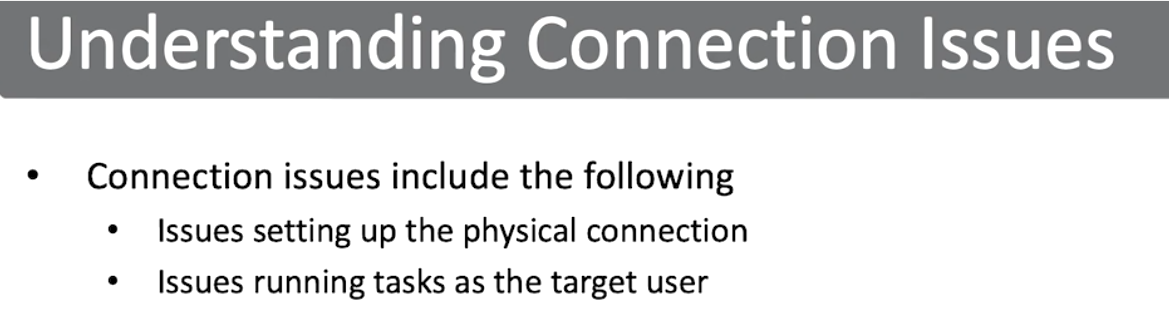 Understanding Connection Issues
• Connection issues include the following
• Issues setting up the physical connection
• Issues running tasks as the target user